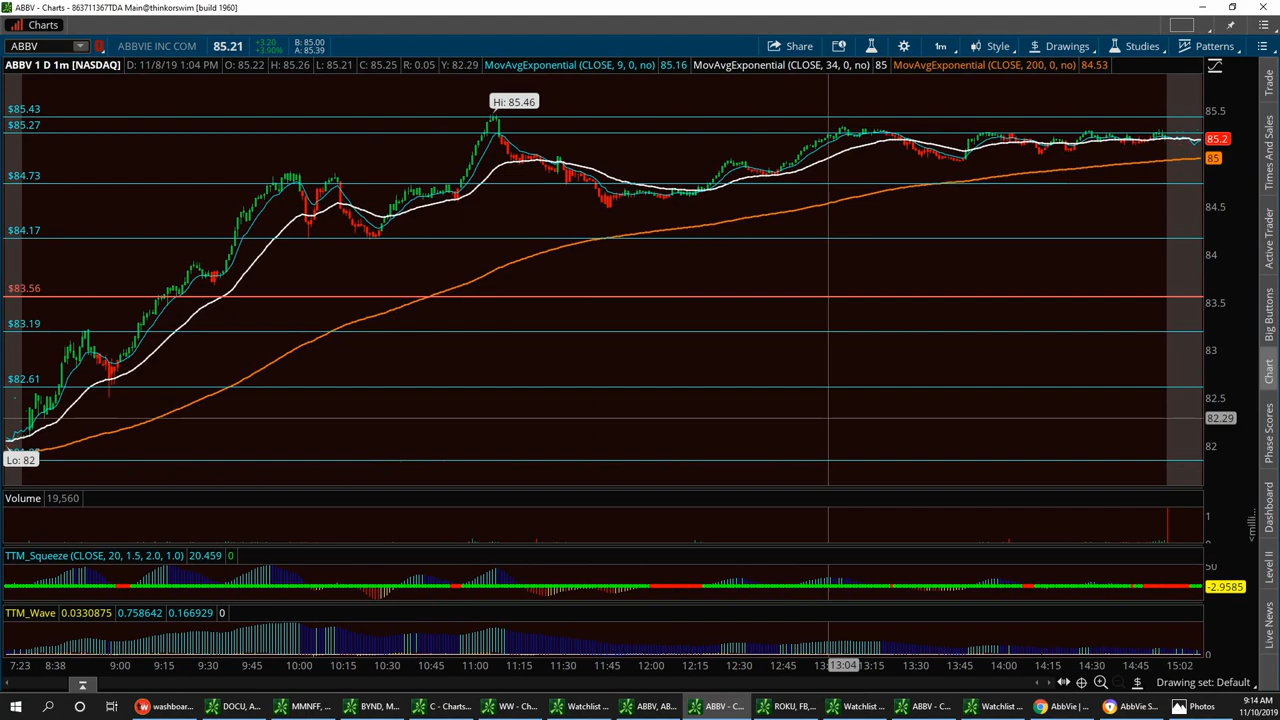 ABBV - Charts - 863711367TDA Main@thinkorswim [build 1960]
Charts
ABBV ABBVIE INC COM 85.21 +3.20 +3.90% B: 85.00 A: 85.39 Share 1m Style Drawings Studies Patterns
ABBV 1 D 1m [NASDAQ] D: 11/8/19 1:04 PM O: 85.22 H: 85.26 L: 85.21 C: 85.25 R: 0.05 Y: 82.29 MovAvgExponential (CLOSE, 9, 0, no) 85.16 MovAvgExponential (CLOSE, 34, 0, no) 85 MovAvgExponential (CLOSE, 200, 0, no) 84.53
Hi: 85.46
$85.43
$85.27
$84.73
$84.17
$83.56
$83.19
$82.61
Lo: 82
85.5
85.2
85
84.5
84
83.5
83
82.5
82.29
82
Volume 19,560
1
0
<milli...
TTM_Squeeze (CLOSE, 20, 1.5, 2.0, 1.0) 20.459 0
50
-2.9585
TTM_Wave 0.0330875 0.758642 0.166929 0
0
7:23 8:38 9:00 9:15 9:30 9:45 10:00 10:15 10:30 10:45 11:00 11:15 11:30 11:45 12:00 12:15 12:30 12:45 13:04 13:15 13:30 13:45 14:00 14:15 14:30 14:45 15:02
Drawing set: Default
Trade
Times And Sales
Active Trader
Big Buttons
Chart
Phase Scores
Dashboard
Level II
Live News
washboar... DOCU, A... MMNFF, ... BYND, M... C - Charts... WW - Ch... Watchlist ... ABBV, AB... ABBV - C... ROKU, FB,... Watchlist ... ABBV - C... Watchlist ... AbbVie |... AbbVie S... Photos
9:14 AM
11/10/2019